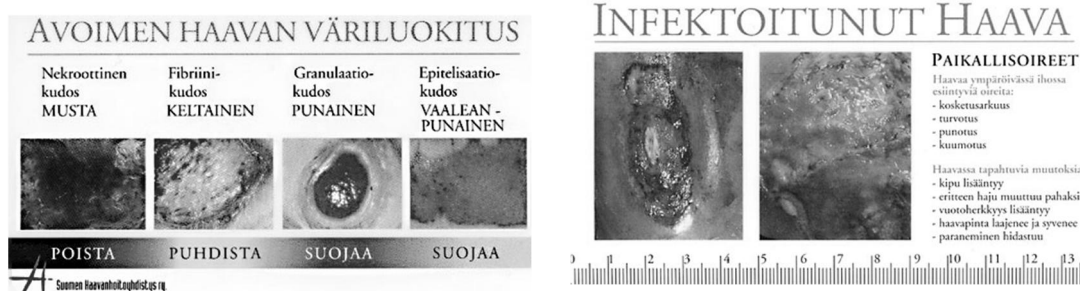 AVOIMEN HAAVAN VÄRILUOKITUS
Nekroottinen
kudos
MUSTA
Fibriini-
kudos
KELTAINEN
Granulaatio-
kudos
PUNAINEN
Epitelisaatio-
kudos
VAALEAN -
PUNAINEN
POISTA
PUHDISTA
SUOJAA
SUOJAA
Suomen Haavanhoitoyhdistys ry.
INFEKTOITUNUT HAAVA
PAIKALLISOIREET
Haavaa ympäröivässä ihossa
esiintyviä oireita:
- kosketusarkuus
- turvotus
- punotus
- kuumotus
Haavassa tapahtuvia muutoksia
- kipu lisääntyy
- eritteen haju muuttuu pahaksi
- vuotoherkkyys lisääntyy
- haavapinta laajenee ja syvenee
- paraneminen hidastuu
0 1 2 3 4 5 6 7 8 9 10 11 12 13